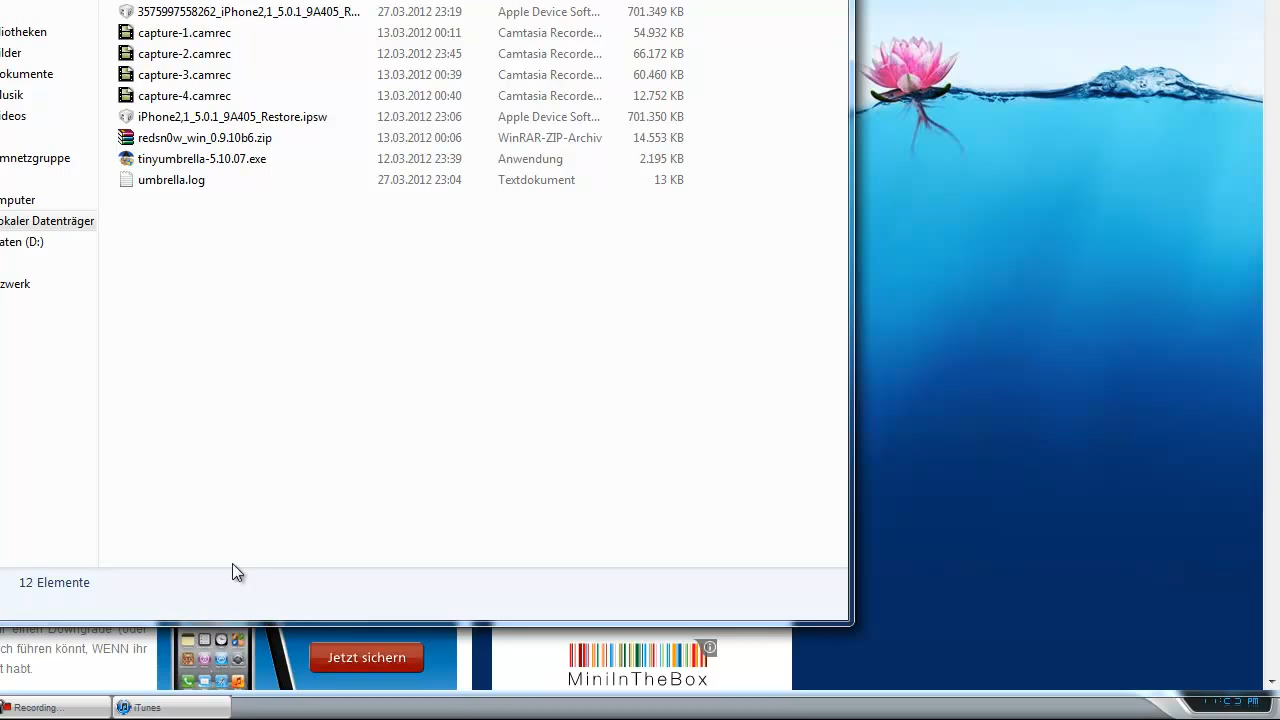 3575997558262_iPhone2,1_5.0.1_9A405_R... 27.03.2012 23:19 Apple Device Soft... 701.349 KB
liotheken capture-1.camrec 13.03.2012 00:11 Camtasia Recorde... 54.932 KB
ilder capture-2.camrec 12.03.2012 23:45 Camtasia Recorde... 66.172 KB
okumente capture-3.camrec 13.03.2012 00:39 Camtasia Recorde... 60.460 KB
lusik capture-4.camrec 13.03.2012 00:40 Camtasia Recorde... 12.752 KB
ideos iPhone2,1_5.0.1_9A405_Restore.ipsw 12.03.2012 23:06 Apple Device Soft... 701.350 KB
redsn0w_win_0.9.10b6.zip 13.03.2012 00:06 WinRAR-ZIP-Archiv 14.553 KB
mnetzgruppe tinyumbrella-5.10.07.exe 12.03.2012 23:39 Anwendung 2.195 KB
umbrella.log 27.03.2012 23:04 Textdokument 13 KB
mputer
okaler Datenträger
aten (D:)
zwerk
12 Elemente
einen Downgrade (oder
ch führen könnt, WENN ihr
t habt.
Jetzt sichern
MiniInTheBox
Recording...
iTunes